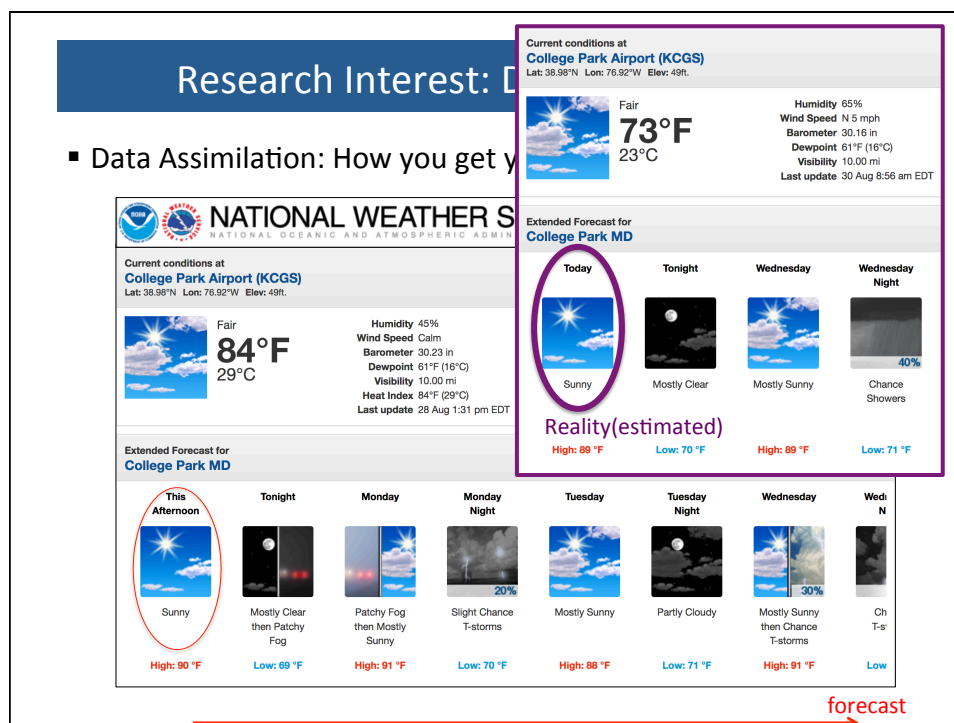 Research Interest: D
▪ Data Assimilation: How you get y
NATIONAL WEATHER S
NATIONAL OCEANIC AND ATMOSPHERIC ADMIN
Current conditions at
College Park Airport (KCGS)
Lat: 38.98°N Lon: 76.92°W Elev: 49ft.
Fair
84°F
29°C
Humidity 45%
Wind Speed Calm
Barometer 30.23 in
Dewpoint 61°F (16°C)
Visibility 10.00 mi
Heat Index 84°F (29°C)
Last update 28 Aug 1:31 pm EDT
Extended Forecast for
College Park MD
This Afternoon
Sunny
High: 90 °F
Tonight
Mostly Clear
then Patchy
Fog
Low: 69 °F
Monday
Patchy Fog
then Mostly
Sunny
High: 91 °F
Monday
Night
20%
Slight Chance
T-storms
Low: 70 °F
Tuesday
Mostly Sunny
High: 88 °F
Tuesday
Night
Partly Cloudy
Low: 71 °F
Wednesday
30%
Mostly Sunny
then Chance
T-storms
High: 91 °F
Wed
N
Ch
T-s
Low
Current conditions at
College Park Airport (KCGS)
Lat: 38.98°N Lon: 76.92°W Elev: 49ft.
Fair
73°F
23°C
Humidity 65%
Wind Speed N 5 mph
Barometer 30.16 in
Dewpoint 61°F (16°C)
Visibility 10.00 mi
Last update 30 Aug 8:56 am EDT
Extended Forecast for
College Park MD
Today
Sunny
Reality(estimated)
High: 89 °F
Tonight
Mostly Clear
Low: 70 °F
Wednesday
Mostly Sunny
High: 89 °F
Wednesday
Night
40%
Chance
Showers
Low: 71 °F
forecast